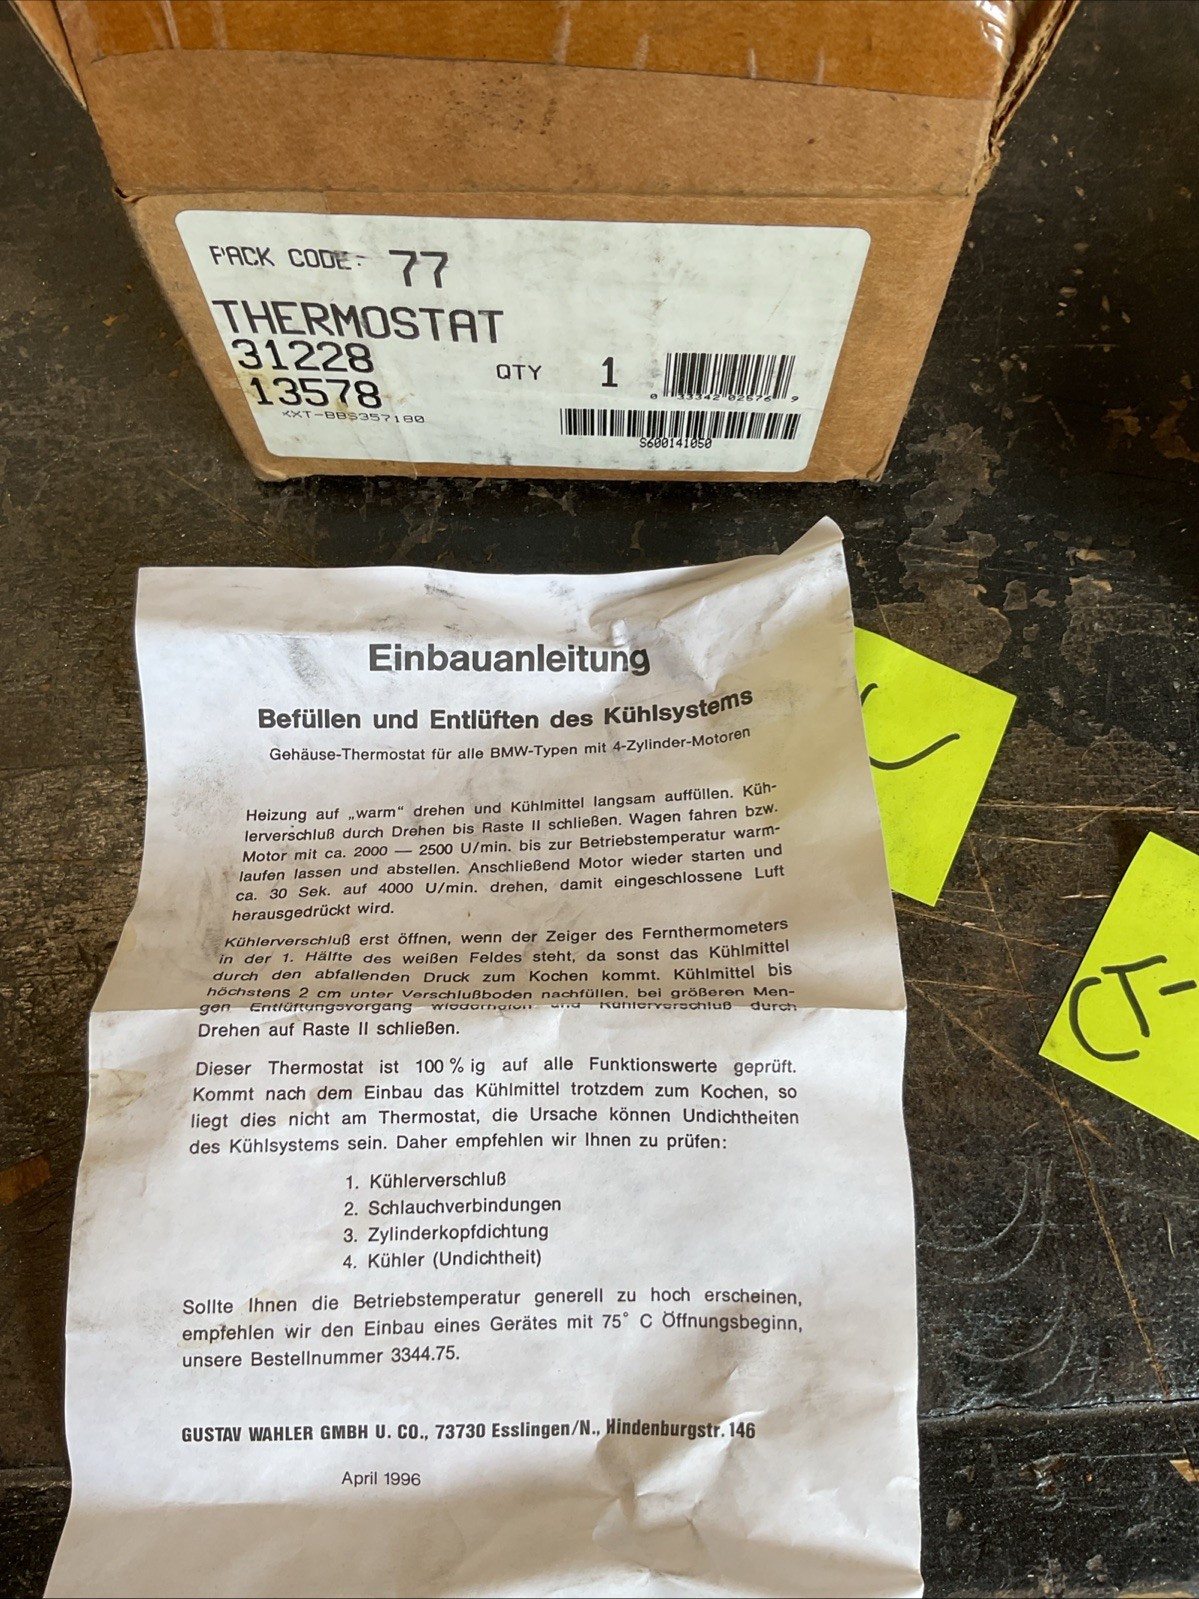 PACK CODE: 77
THERMOSTAT
31228
13578
QTY 1
S600141050
Einbauanleitung
Befüllen und Entlüften des Kühlsystems
Gehäuse-Thermostat für alle BMW-Typen mit 4-Zylinder-Motoren
Heizung auf „warm“ drehen und Kühlmittel langsam auffüllen. Küh-
lerverschluß durch Drehen bis Raste II schließen. Wagen fahren bzw.
Motor mit ca. 2000 — 2500 U/min. bis zur Betriebstemperatur warm-
laufen lassen und abstellen. Anschließend Motor wieder starten und
ca. 30 Sek. auf 4000 U/min. drehen, damit eingeschlossene Luft
herausgedrückt wird.
Kühlerverschluß erst öffnen, wenn der Zeiger des Fernthermometers
in der 1. Hälfte des weißen Feldes steht, da sonst das Kühlmittel
durch den abfallenden Druck zum Kochen kommt. Kühlmittel bis
höchstens 2 cm unter Verschlußboden nachfüllen, bei größeren Men-
gen Entlüftungsvorgang wiederholen und Kühlerverschluß durch
Drehen auf Raste II schließen.
Dieser Thermostat ist 100 % ig auf alle Funktionswerte geprüft.
Kommt nach dem Einbau das Kühlmittel trotzdem zum Kochen, so
liegt dies nicht am Thermostat, die Ursache können Undichtheiten
des Kühlsystems sein. Daher empfehlen wir Ihnen zu prüfen:
1. Kühlerverschluß
2. Schlauchverbindungen
3. Zylinderkopfdichtung
4. Kühler (Undichtheit)
Sollte Ihnen die Betriebstemperatur generell zu hoch erscheinen,
empfehlen wir den Einbau eines Gerätes mit 75° C Öffnungsbeginn,
unsere Bestellnummer 3344.75.
GUSTAV WAHLER GMBH U. CO., 73730 Esslingen/N., Hindenburgstr. 146
April 1996
CT-